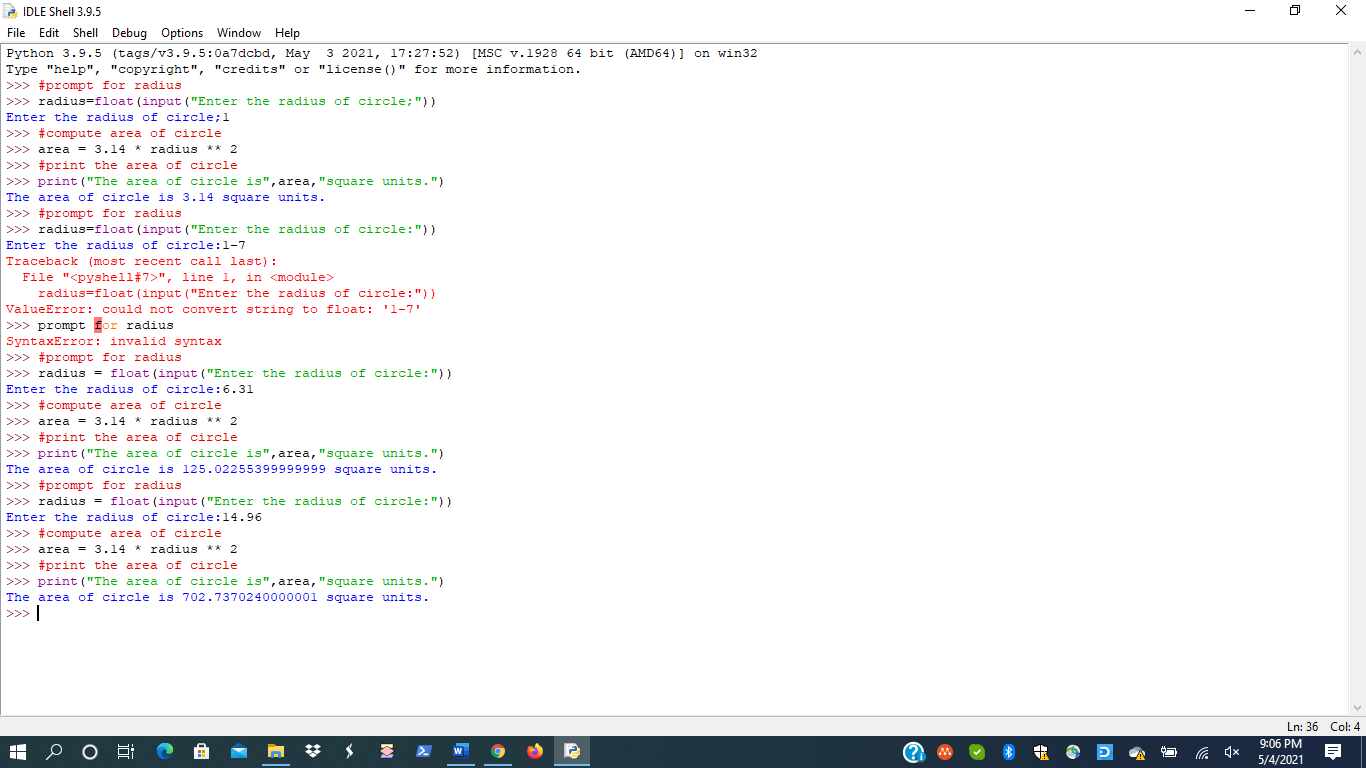 IDLE Shell 3.9.5
File Edit Shell Debug Options Window Help
Python 3.9.5 (tags/v3.9.5:0a7dcbd, May  3 2021, 17:27:52) [MSC v.1928 64 bit (AMD64)] on win32
Type "help", "copyright", "credits" or "license()" for more information.
>>> #prompt for radius
>>> radius=float(input("Enter the radius of circle;"))
Enter the radius of circle;1
>>> #compute area of circle
>>> area = 3.14 * radius ** 2
>>> #print the area of circle
>>> print("The area of circle is",area,"square units.")
The area of circle is 3.14 square units.
>>> #prompt for radius
>>> radius=float(input("Enter the radius of circle:"))
Enter the radius of circle:1-7
Traceback (most recent call last):
  File "<pyshell#7>", line 1, in <module>
    radius=float(input("Enter the radius of circle:"))
ValueError: could not convert string to float: '1-7'
>>> prompt for radius
SyntaxError: invalid syntax
>>> #prompt for radius
>>> radius = float(input("Enter the radius of circle:"))
Enter the radius of circle:6.31
>>> #compute area of circle
>>> area = 3.14 * radius ** 2
>>> #print the area of circle
>>> print("The area of circle is",area,"square units.")
The area of circle is 125.02255399999999 square units.
>>> #prompt for radius
>>> radius = float(input("Enter the radius of circle:"))
Enter the radius of circle:14.96
>>> #compute area of circle
>>> area = 3.14 * radius ** 2
>>> #print the area of circle
>>> print("The area of circle is",area,"square units.")
The area of circle is 702.7370240000001 square units.
>>>
Ln: 36 Col: 4
9:06 PM
5/4/2021